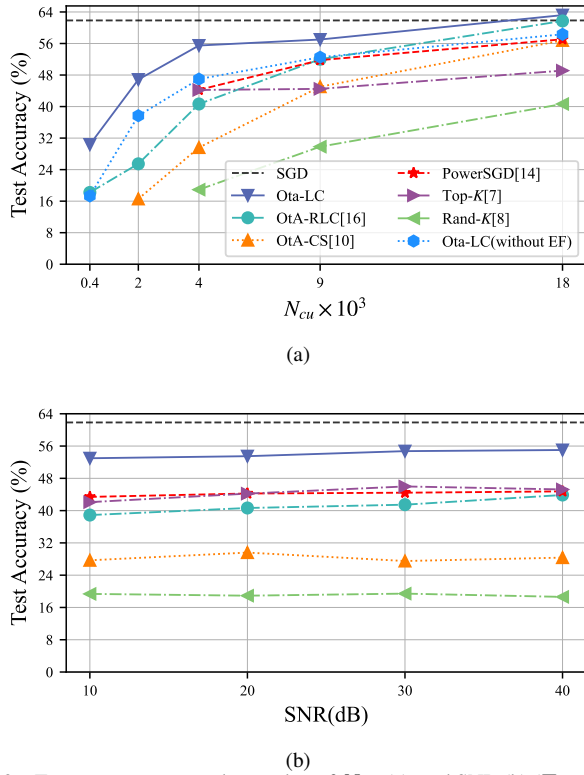 64
56
48
40
32
24
16
8
0
Test Accuracy (%)
SGD
Ota-LC
OtA-RLC[16]
OtA-CS[10]
PowerSGD[14]
Top-K[7]
Rand-K[8]
Ota-LC(without EF)
0.4 2 4 9 18
N_cu × 10³
(a)
64
56
48
40
32
24
16
8
0
Test Accuracy (%)
10 20 30 40
SNR(dB)
(b)